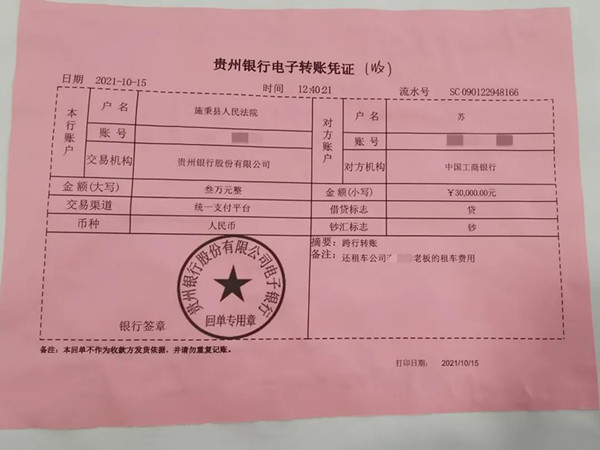 贵州银行电子转账凭证 (收)
日期 2021-10-15 时间 12:40:21 流水号 SC090122948166
本行账户 户名 施秉县人民法院 对方账户 户名 苏
账号 账号
交易机构 贵州银行股份有限公司 对方机构 中国工商银行
金额(大写) 叁万元整 金额(小写) ￥30,000.00元
交易渠道 统一支付平台 借贷标志 贷
币种 人民币 钞汇标志 钞
摘要: 跨行转账
备注: 还租车公司 老板的租车费用
贵州银行股份有限公司电子银行
回单专用章
银行签章
备注：本回单不作为收款方发货依据，并请勿重复记账。
打印日期: 2021/10/15